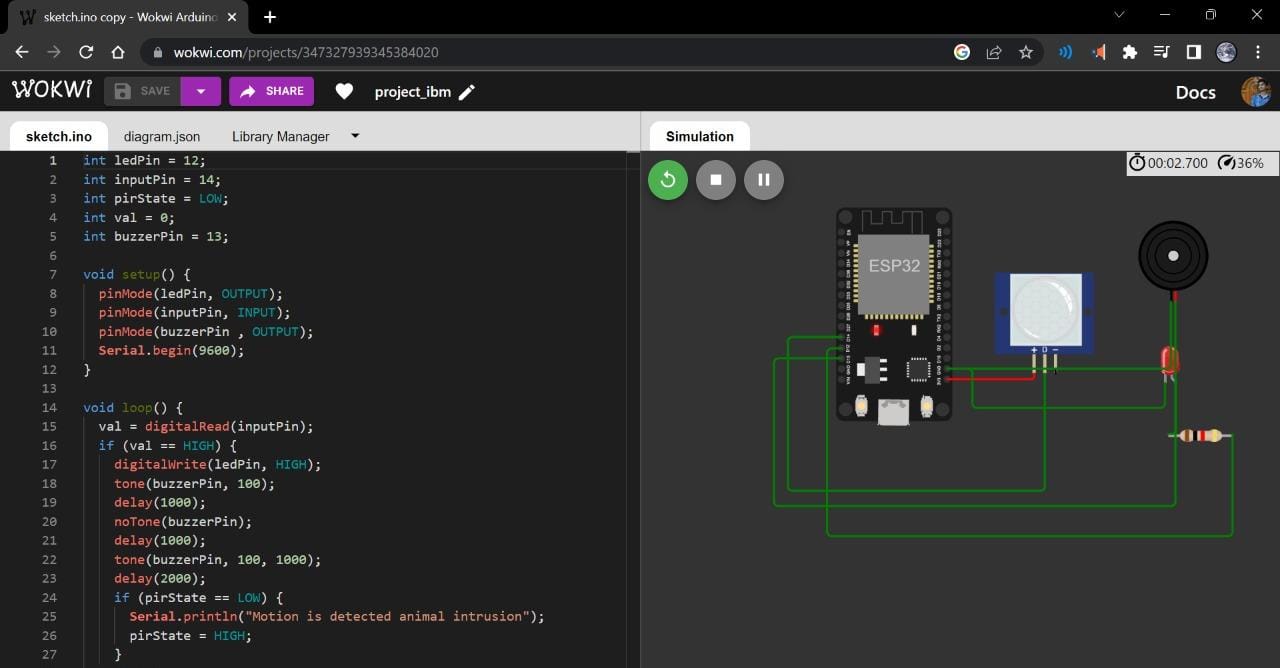 sketch.ino copy - Wokwi Arduino
wokwi.com/projects/347327939345384020
WOKWI
SAVE
SHARE
project_ibm
Docs
sketch.ino
diagram.json
Library Manager
Simulation
1 int ledPin = 12;
2 int inputPin = 14;
3 int pirState = LOW;
4 int val = 0;
5 int buzzerPin = 13;
6
7 void setup() {
8 pinMode(ledPin, OUTPUT);
9 pinMode(inputPin, INPUT);
10 pinMode(buzzerPin , OUTPUT);
11 Serial.begin(9600);
12 }
13
14 void loop() {
15 val = digitalRead(inputPin);
16 if (val == HIGH) {
17 digitalWrite(ledPin, HIGH);
18 tone(buzzerPin, 100);
19 delay(1000);
20 noTone(buzzerPin);
21 delay(1000);
22 tone(buzzerPin, 100, 1000);
23 delay(2000);
24 if (pirState == LOW) {
25 Serial.println("Motion is detected animal intrusion");
26 pirState = HIGH;
27 }
00:02.700 36%
ESP32
+ D -